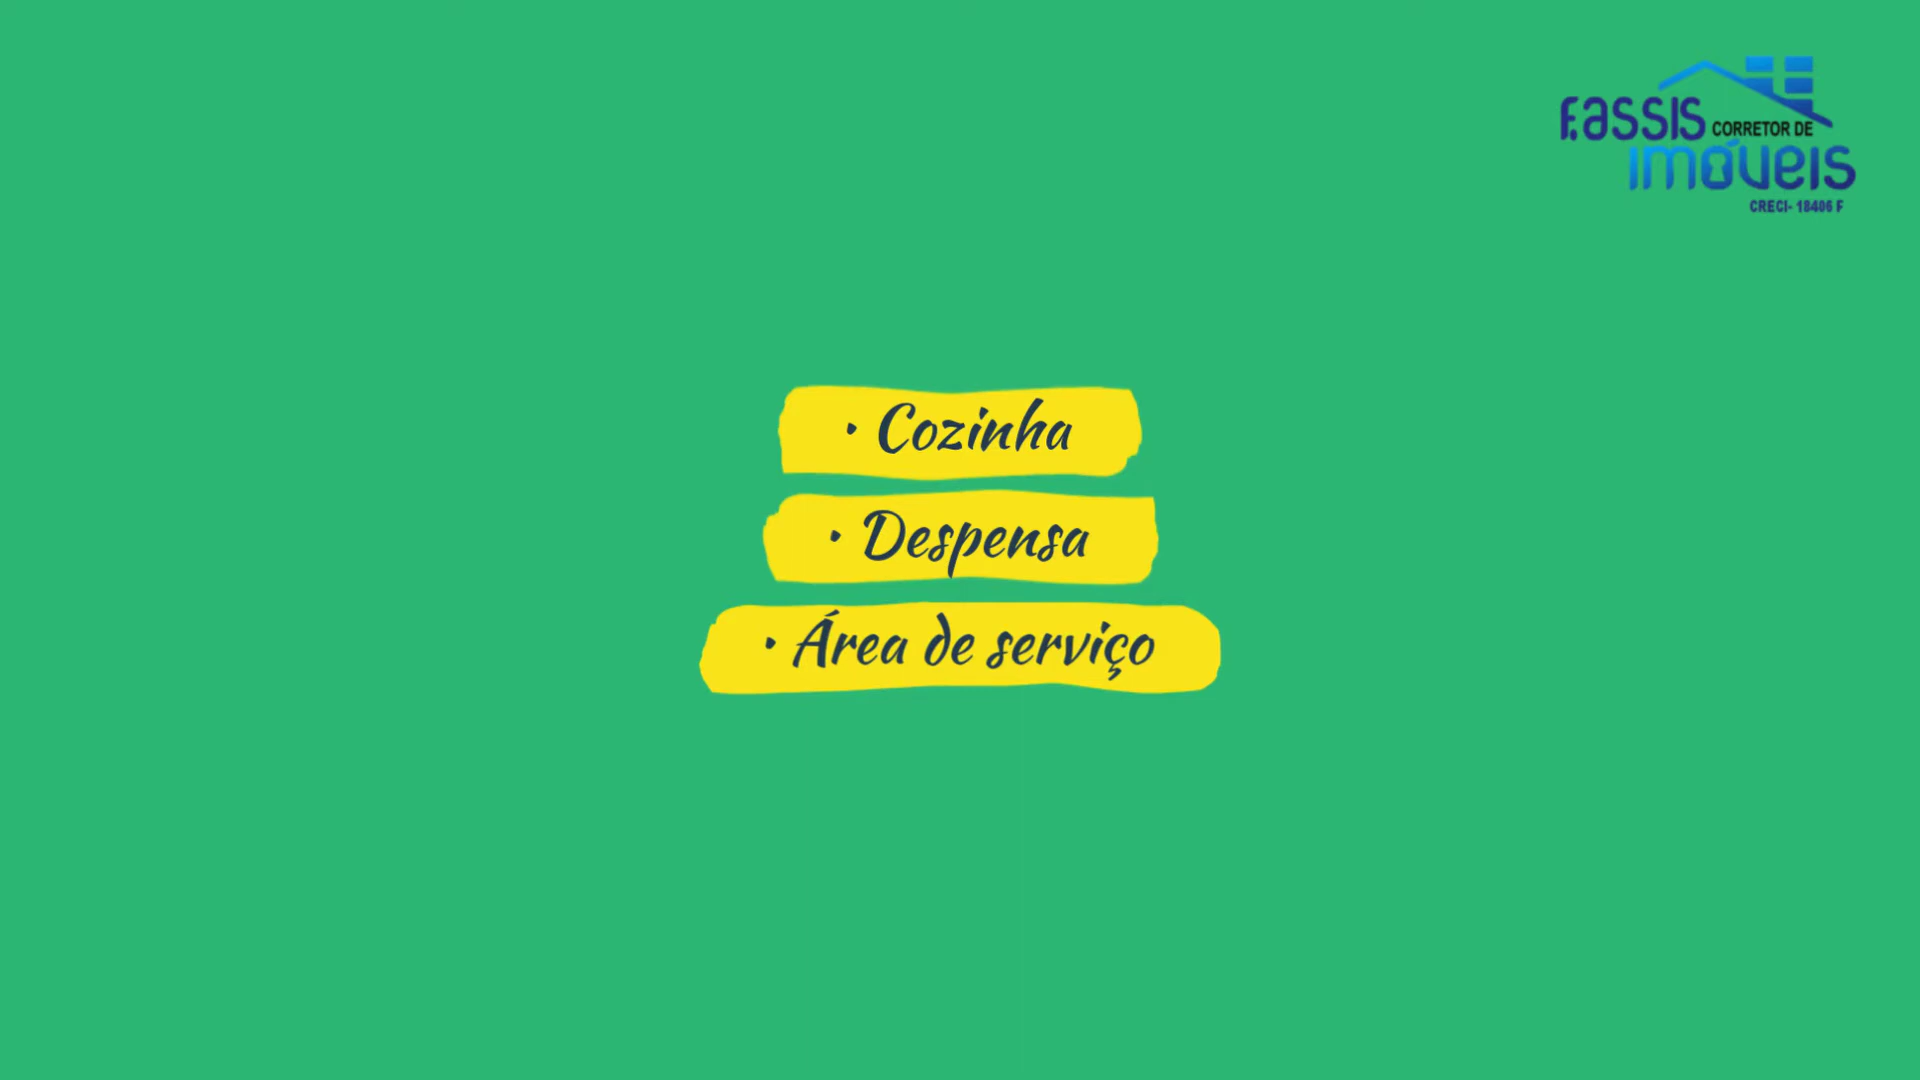 F.assis CORRETOR DE
imóveis
CRECI- 18406 F
• Cozinha
• Despensa
• Área de serviço